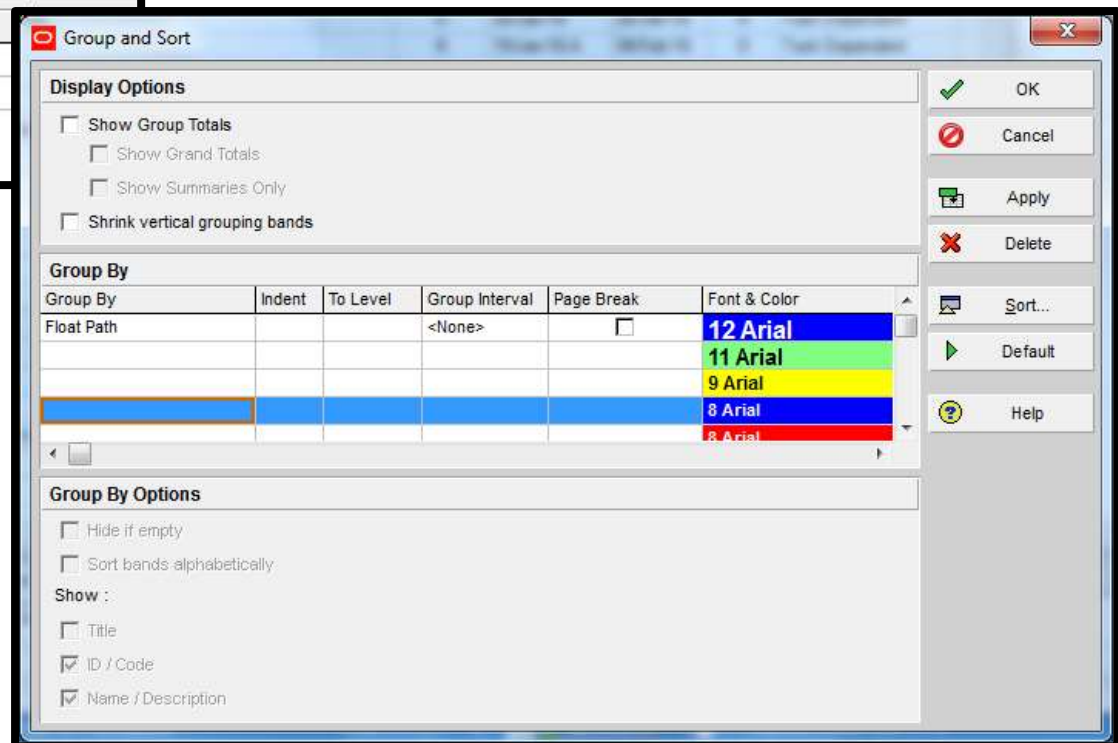 Group and Sort
Display Options
Show Group Totals
Show Grand Totals
Show Summaries Only
Shrink vertical grouping bands
OK
Cancel
Apply
Delete
Sort...
Default
Help
Group By
Group By Indent To Level Group Interval Page Break Font & Color
Float Path <None> 12 Arial
11 Arial
9 Arial
8 Arial
8 Arial
Group By Options
Hide if empty
Sort bands alphabetically
Show :
Title
ID / Code
Name / Description